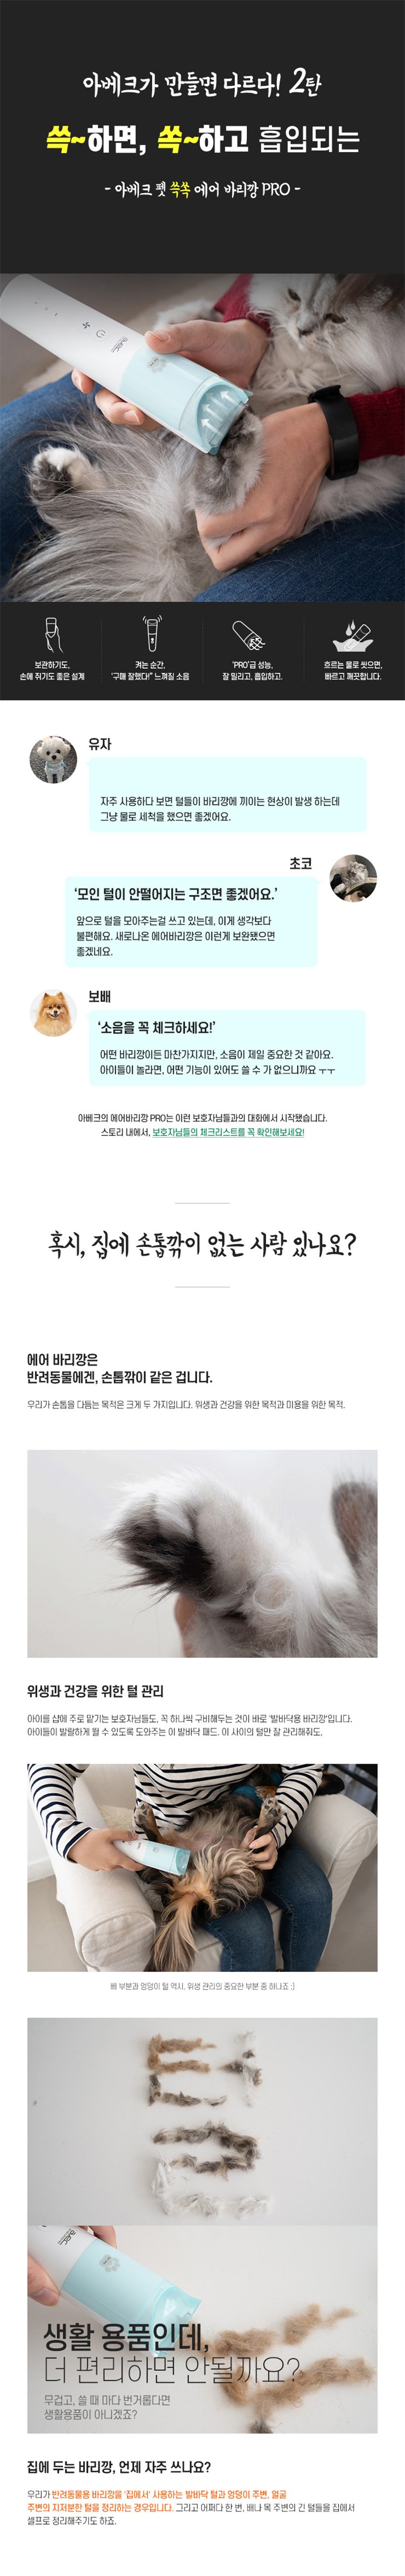 아베크가 만들면 다르다! 2탄
쓱~하면, 쏙~하고 흡입되는
- 아베크 펫 쓱쏙 에어 바리깡 PRO -
보관하기도,
손에 쥐기도 좋은 설계
켜는 순간,
'구매 잘했다!" 느껴질 소음
'PRO'급 성능,
잘 밀리고, 흡입하고.
흐르는 물로 씻으면,
빠르고 깨끗합니다.
유자
자주 사용하다 보면 털들이 바리깡에 끼이는 현상이 발생 하는데
그냥 물로 세척을 했으면 좋겠어요.
초코
'모인 털이 안떨어지는 구조면 좋겠어요.'
앞으로 털을 모아주는걸 쓰고 있는데, 이게 생각보다
불편해요. 새로나온 에어바리깡은 이런게 보완됐으면
좋겠네요.
보배
'소음을 꼭 체크하세요!'
어떤 바리깡이든 마찬가지지만, 소음이 제일 중요한 것 같아요.
아이들이 놀라면, 어떤 기능이 있어도 쓸 수 가 없으니까요 ㅜㅜ
아베크의 에어바리깡 PRO는 이런 보호자님들과의 대화에서 시작됐습니다.
스토리 내에서, 보호자님들의 체크리스트를 꼭 확인해보세요!
혹시, 집에 손톱깎이 없는 사람 있나요?
에어 바리깡은
반려동물에겐, 손톱깎이 같은 겁니다.
우리가 손톱을 다듬는 목적은 크게 두 가지입니다. 위생과 건강을 위한 목적과 미용을 위한 목적.
위생과 건강을 위한 털 관리
아이를 샵에 주로 맡기는 보호자님들도, 꼭 하나씩 구비해두는 것이 바로 '발바닥용 바리깡'입니다.
아이들이 발랄하게 뛸 수 있도록 도와주는 이 발바닥 패드. 이 사이의 털만 잘 관리해줘도,
배 부분과 엉덩이 털 역시, 위생 관리의 중요한 부분 중 하나죠 :)
털
avec
생활 용품인데,
더 편리하면 안될까요?
무겁고, 쓸 때 마다 번거롭다면
생활용품이 아니겠죠?
집에 두는 바리깡, 언제 자주 쓰나요?
우리가 반려동물용 바리깡을 '집에서' 사용하는 발바닥 털과 엉덩이 주변, 얼굴
주변의 지저분한 털을 정리하는 경우입니다. 그리고 어쩌다 한 번, 배나 목 주변의 긴 털들을 집에서
셀프로 정리해주기도 하죠.